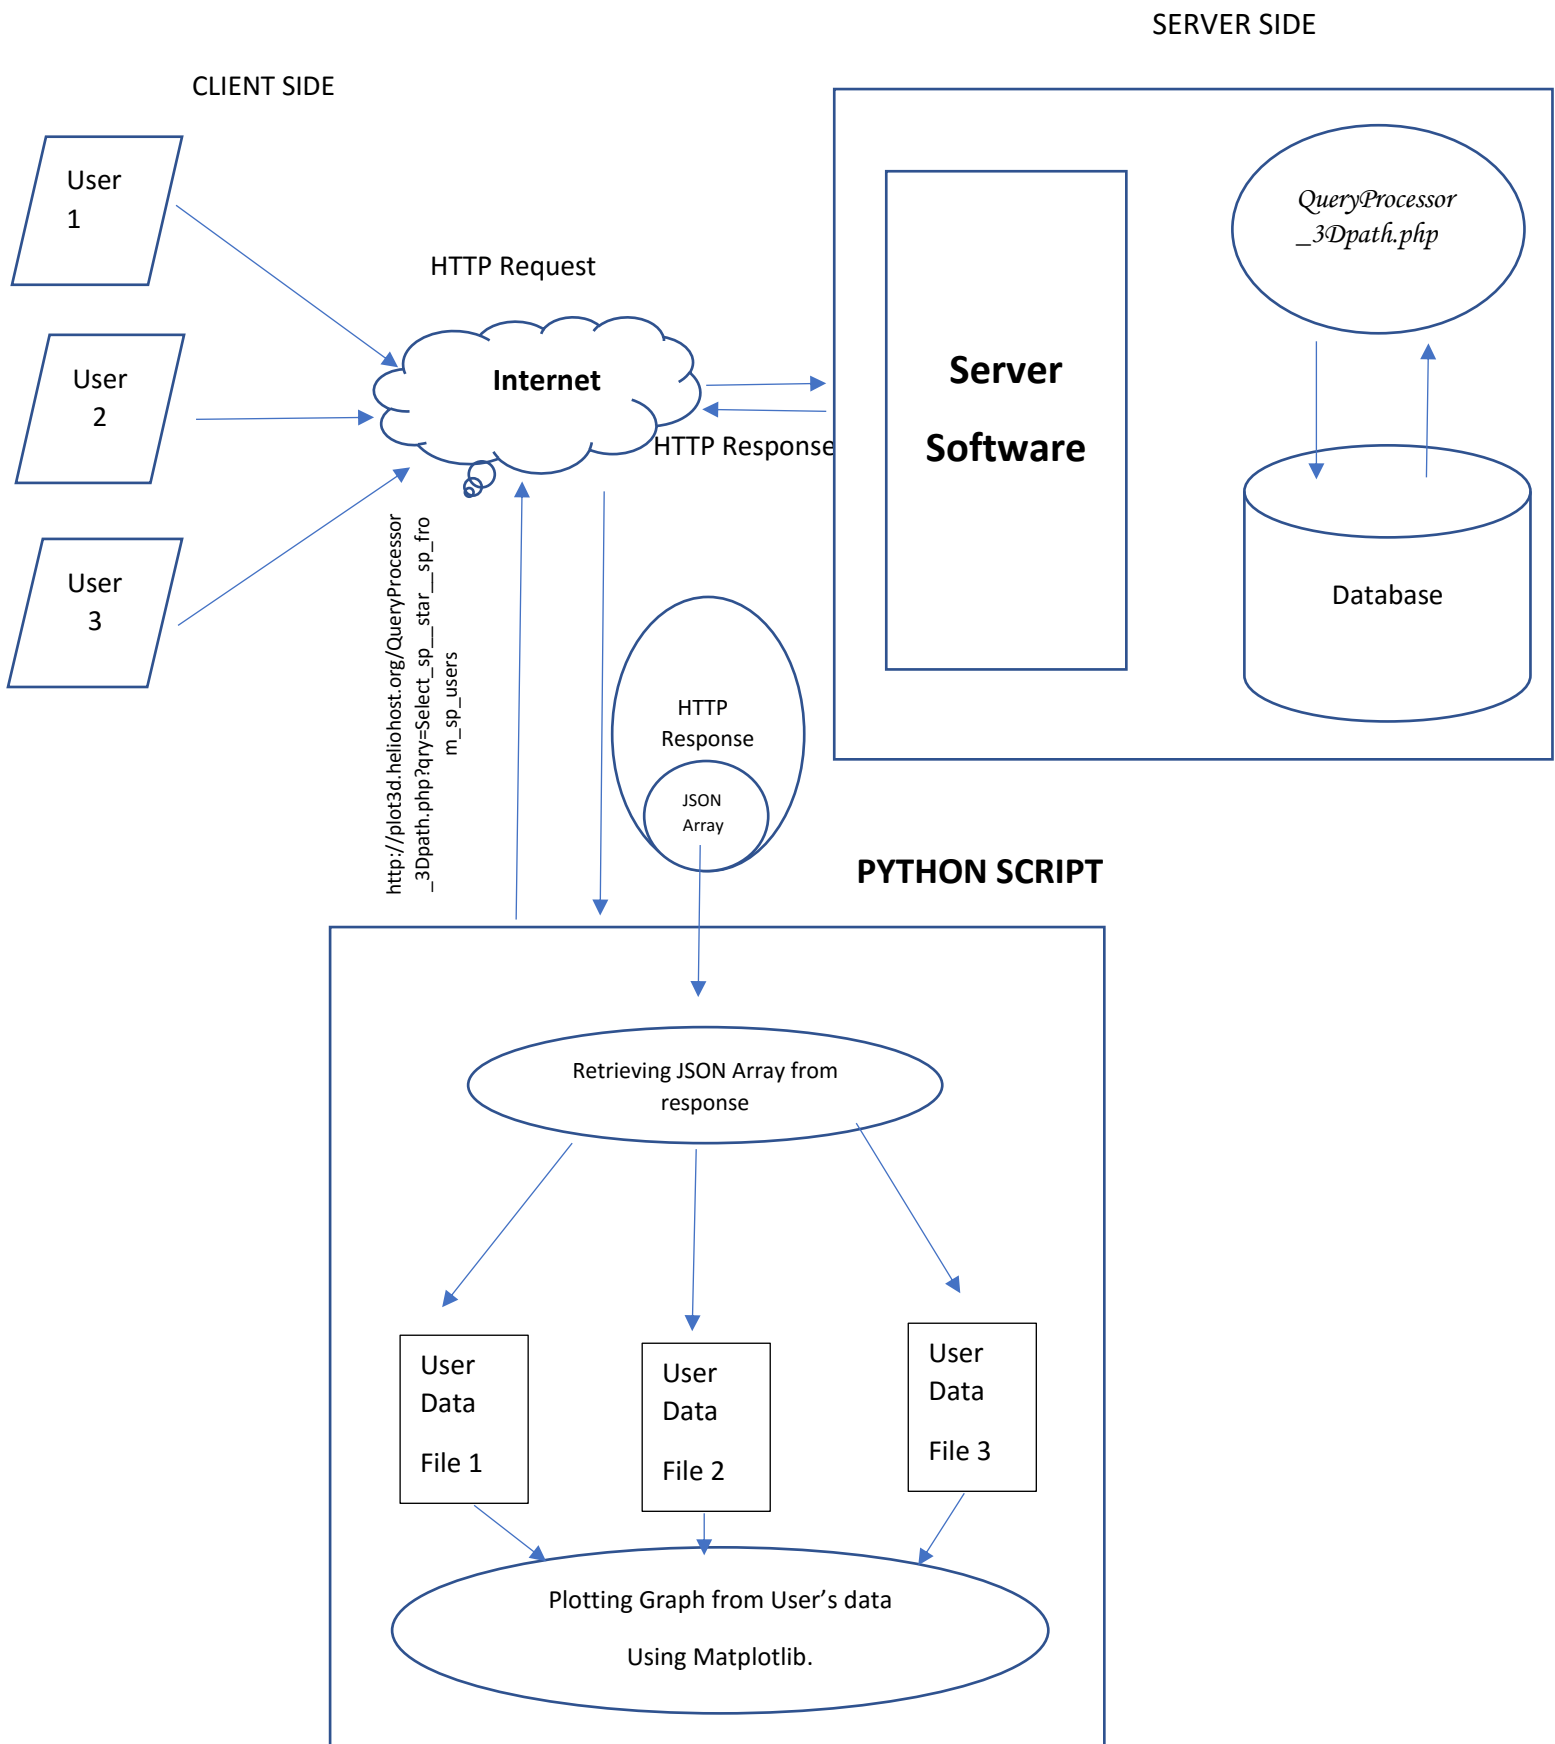 SERVER SIDE
CLIENT SIDE
User
1
QueryProcessor
_3Dpath.php
HTTP Request
User
2
Internet
Server
Software
HTTP Response
http://plot3d.heliohost.org/QueryProcessor
_3Dpath.php?qry=Select_sp__star__sp_fro
m_sp_users
User
3
Database
HTTP
Response
JSON
Array
PYTHON SCRIPT
Retrieving JSON Array from
response
User
Data
File 1
User
Data
File 2
User
Data
File 3
Plotting Graph from User’s data
Using Matplotlib.